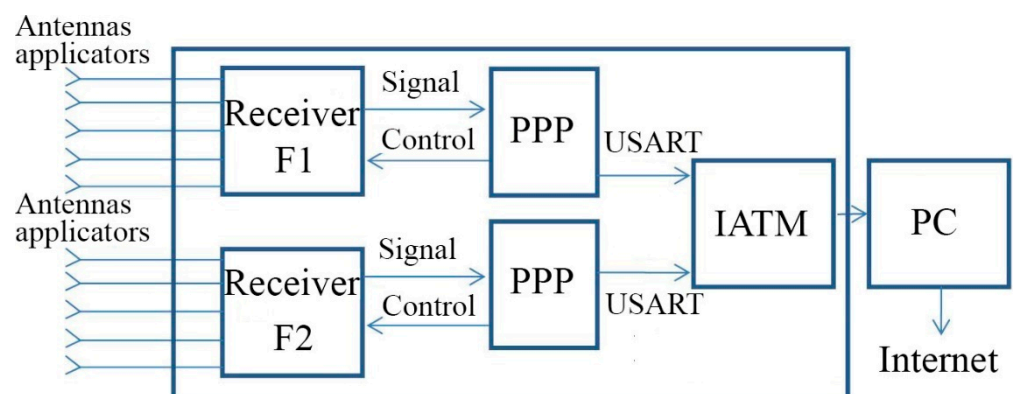 Antennas
applicators
Receiver
F1
Signal
Control
PPP
USART
IATM
PC
Internet
Antennas
applicators
Receiver
F2
Signal
Control
PPP
USART